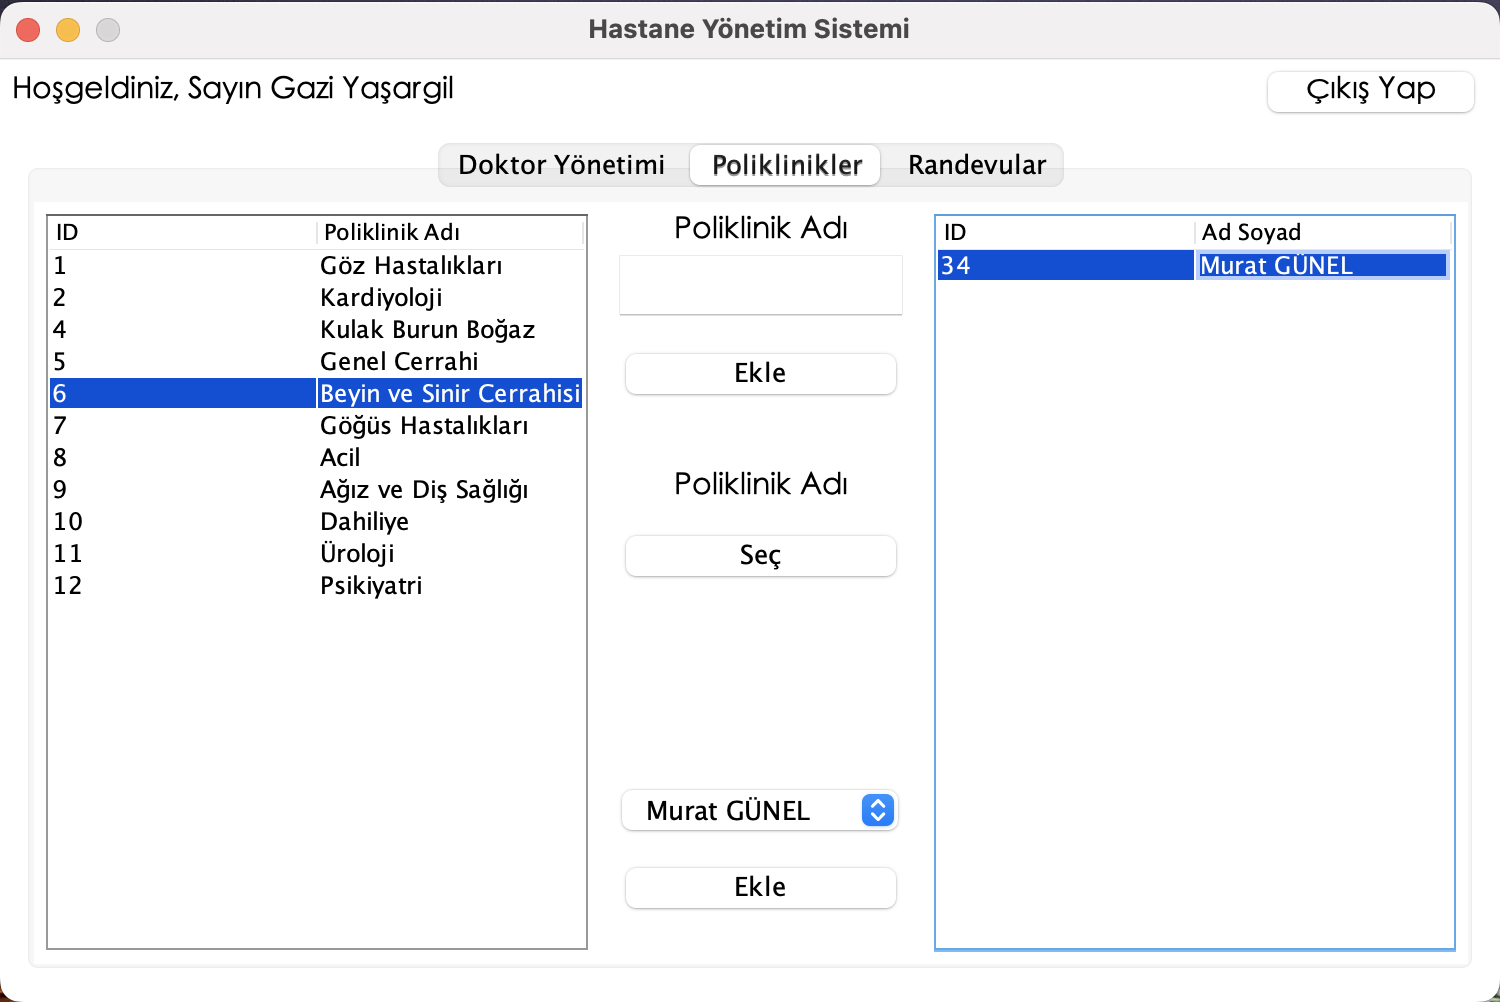 Hastane Yönetim Sistemi
Hoşgeldiniz, Sayın Gazi Yaşargil
Çıkış Yap
Doktor Yönetimi Poliklinikler Randevular
ID Poliklinik Adı
1 Göz Hastalıkları
2 Kardiyoloji
4 Kulak Burun Boğaz
5 Genel Cerrahi
6 Beyin ve Sinir Cerrahisi
7 Göğüs Hastalıkları
8 Acil
9 Ağız ve Diş Sağlığı
10 Dahiliye
11 Üroloji
12 Psikiyatri
Poliklinik Adı
Ekle
Poliklinik Adı
Seç
Murat GÜNEL
Ekle
ID Ad Soyad
34 Murat GÜNEL